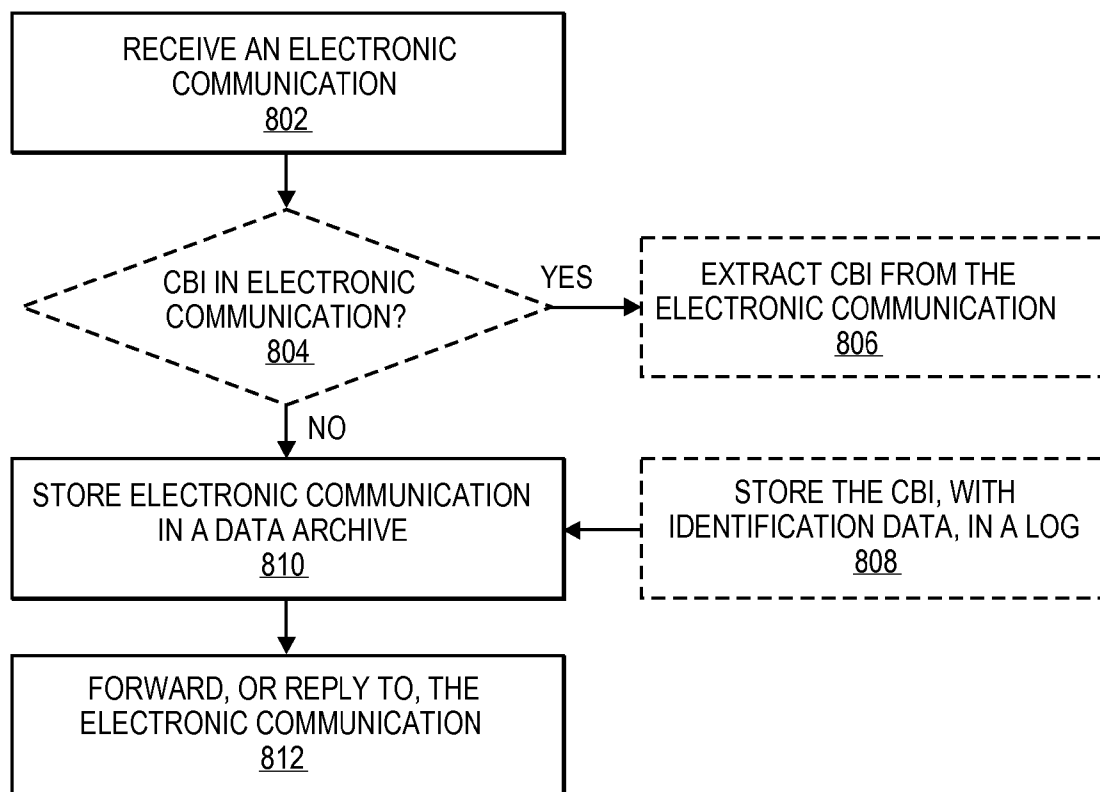 RECEIVE AN ELECTRONIC
COMMUNICATION
802
CBI IN ELECTRONIC
COMMUNICATION?
804
YES
EXTRACT CBI FROM THE
ELECTRONIC COMMUNICATION
806
NO
STORE ELECTRONIC COMMUNICATION
IN A DATA ARCHIVE
810
STORE THE CBI, WITH
IDENTIFICATION DATA, IN A LOG
808
FORWARD, OR REPLY TO, THE
ELECTRONIC COMMUNICATION
812